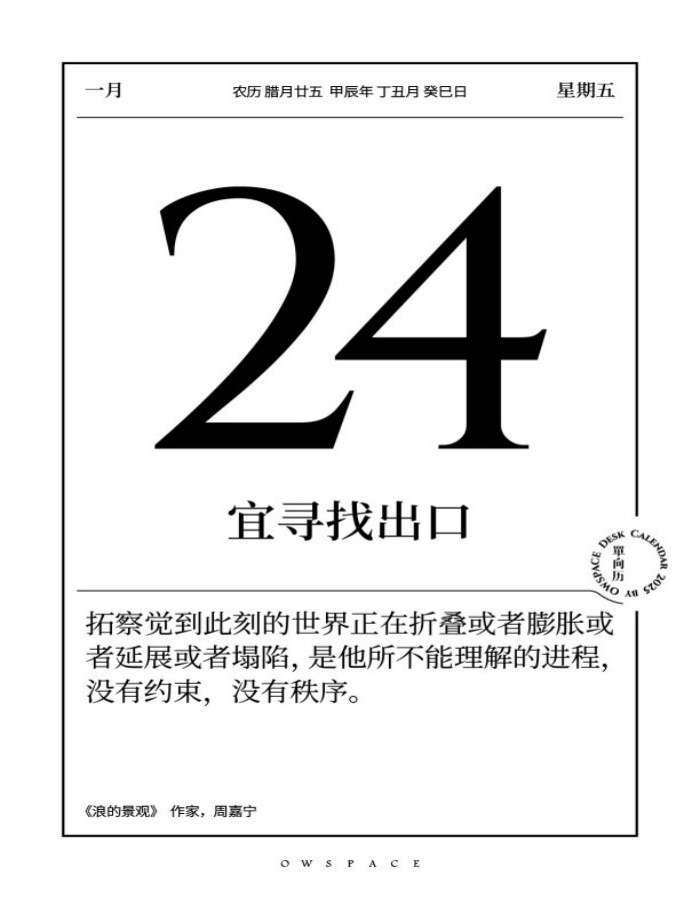 一月
农历 腊月廿五 甲辰年 丁丑月 癸巳日
星期五
24
宜寻找出口
OWSPACE DESK CALENDAR 2025 BY
單向历
拓察觉到此刻的世界正在折叠或者膨胀或
者延展或者塌陷，是他所不能理解的进程，
没有约束，没有秩序。
《浪的景观》 作家，周嘉宁
OWSPACE